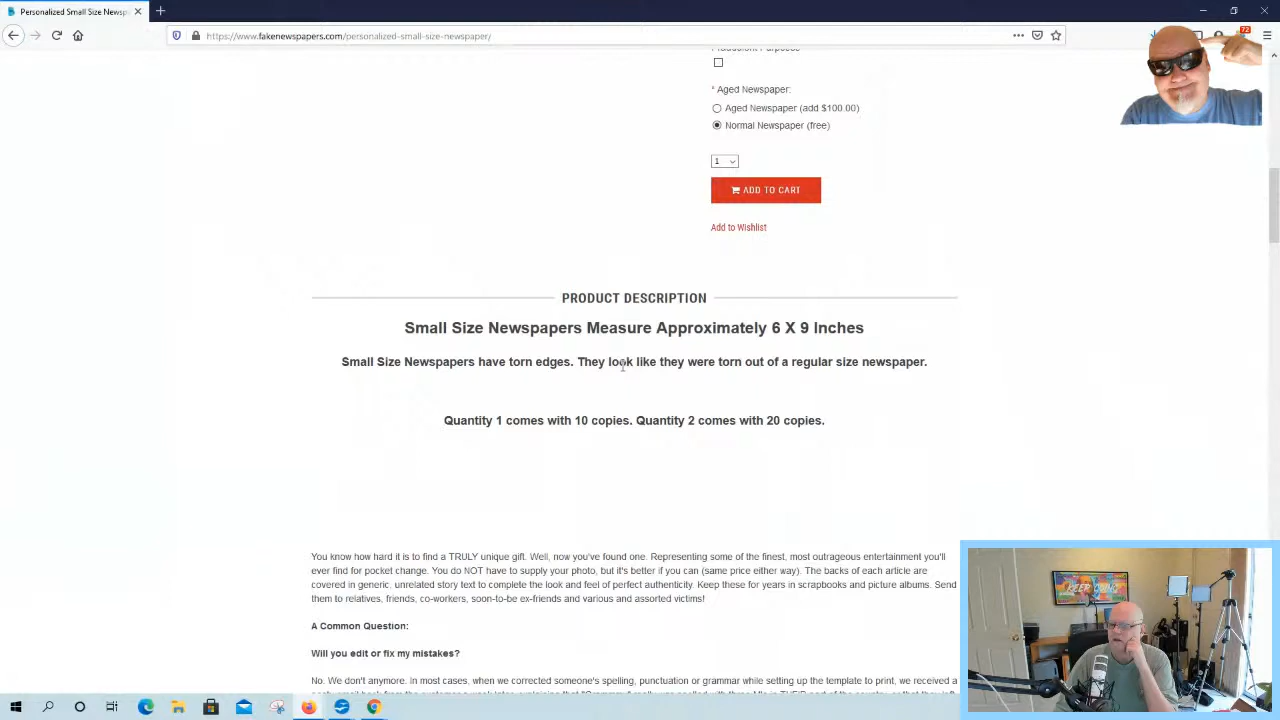 Personalized Small Size Newsp
https://www.fakenewspapers.com/personalized-small-size-newspaper/
72
* Aged Newspaper:
Aged Newspaper (add $100.00)
Normal Newspaper (free)
1
ADD TO CART
Add to Wishlist
PRODUCT DESCRIPTION
Small Size Newspapers Measure Approximately 6 X 9 Inches
Small Size Newspapers have torn edges. They look like they were torn out of a regular size newspaper.
Quantity 1 comes with 10 copies. Quantity 2 comes with 20 copies.
You know how hard it is to find a TRULY unique gift. Well, now you've found one. Representing some of the finest, most outrageous entertainment you'll
ever find for pocket change. You do NOT have to supply your photo, but it's better if you can (same price either way). The backs of each article are
covered in generic, unrelated story text to complete the look and feel of perfect authenticity. Keep these for years in scrapbooks and picture albums. Send
them to relatives, friends, co-workers, soon-to-be ex-friends and various and assorted victims!
A Common Question:
Will you edit or fix my mistakes?
No. We don't anymore. In most cases, when we corrected someone's spelling, punctuation or grammar while setting up the template to print, we received a